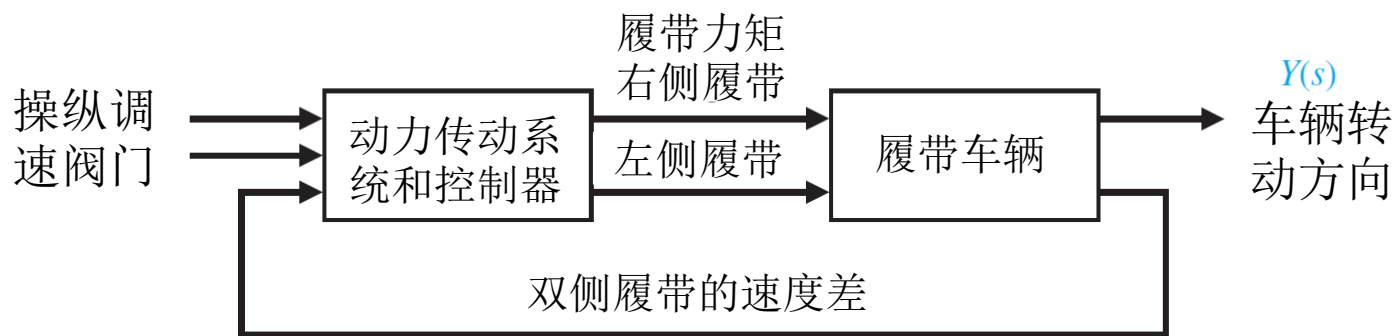 操纵调
速阀门
动力传动系
统和控制器
履带力矩
右侧履带
左侧履带
履带车辆
Y(s)
车辆转
动方向
双侧履带的速度差